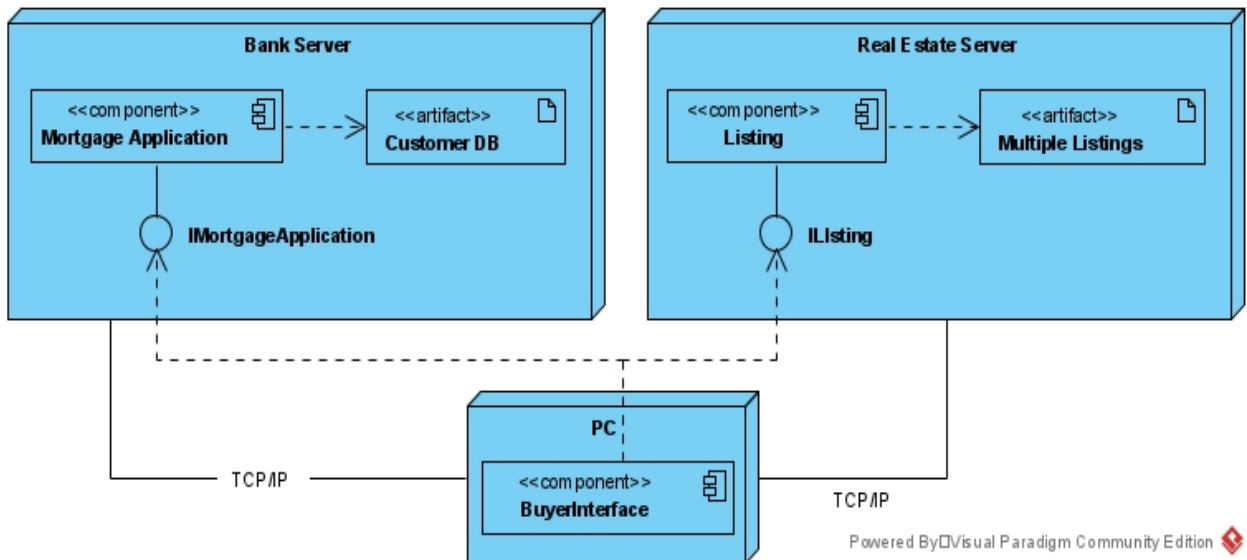 Bank Server
<<component>>
Mortgage Application
<<artifact>>
Customer DB
IMortgageApplication
Real Estate Server
<<component>>
Listing
<<artifact>>
Multiple Listings
IListing
PC
<<component>>
BuyerInterface
TCP/IP
TCP/IP
Powered By□Visual Paradigm Community Edition